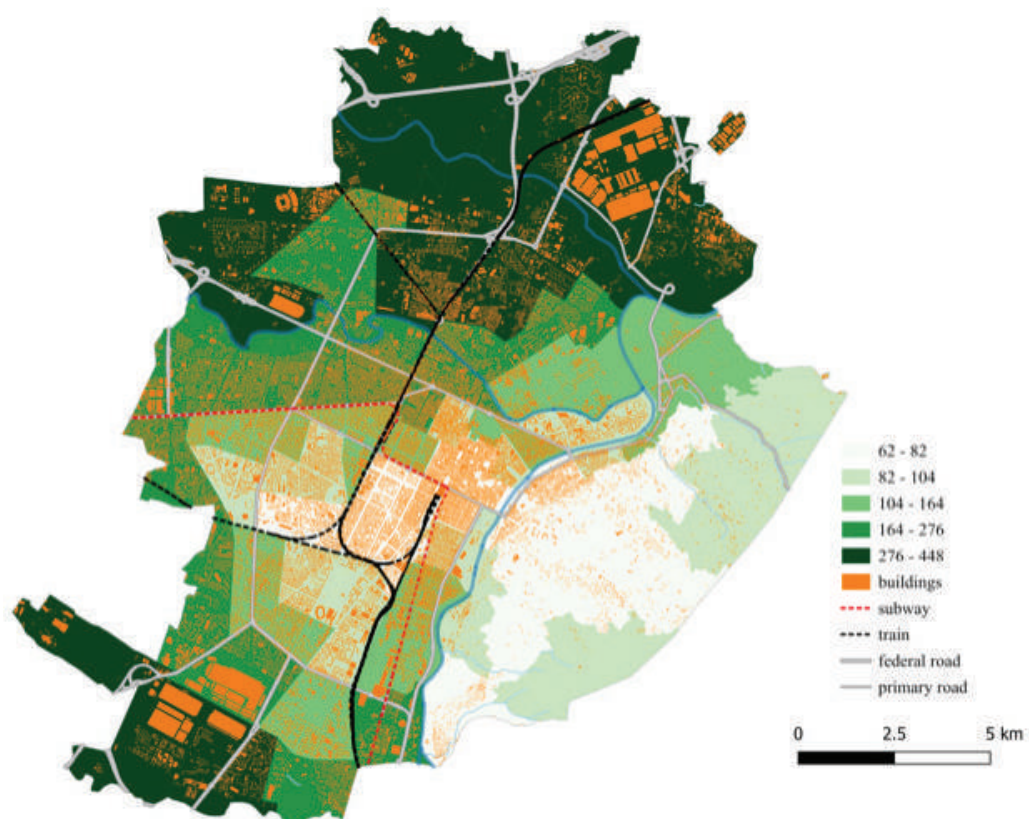 62 - 82
82 - 104
104 - 164
164 - 276
276 - 448
buildings
subway
train
federal road
primary road
0 2.5 5 km